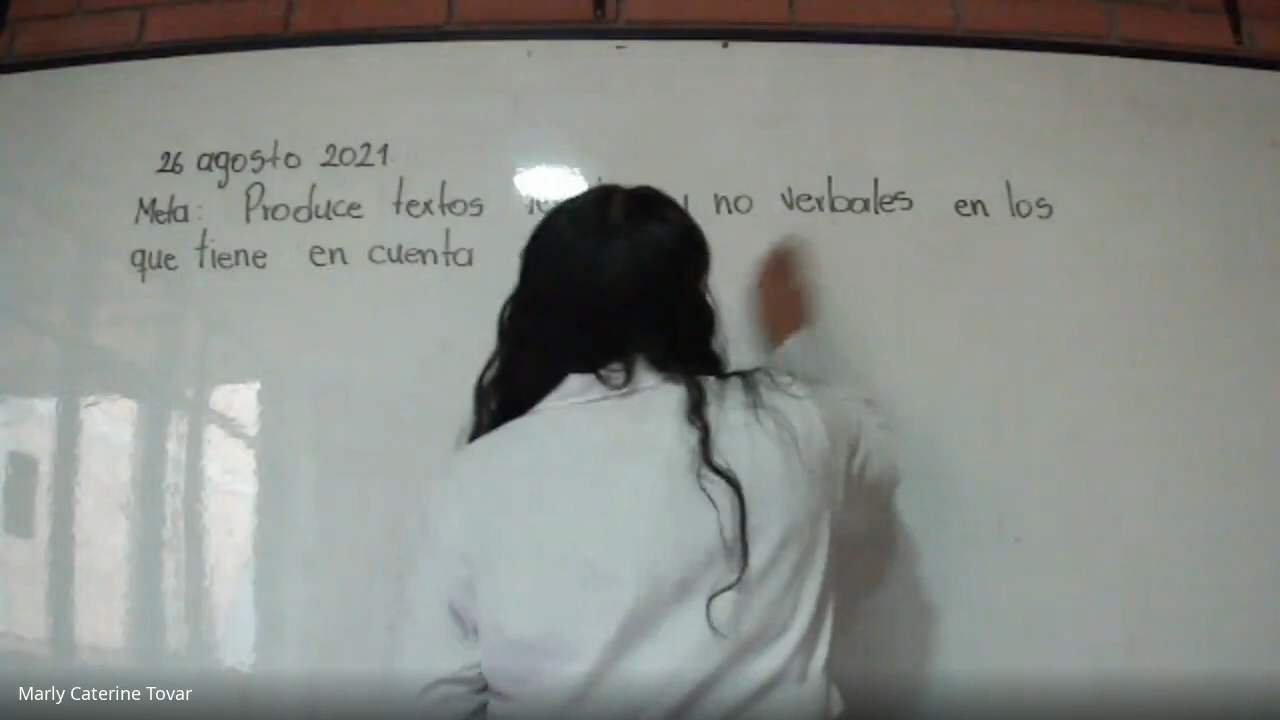 26 agosto 2021
Meta: Produce textos y no verbales en los
que tiene en cuenta
Marly Caterine Tovar